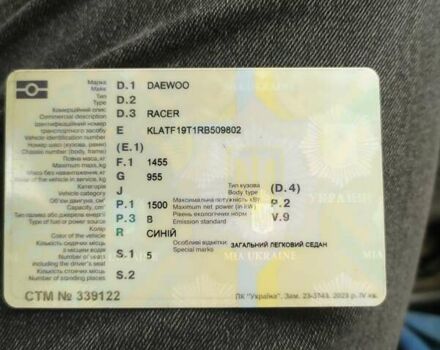 Марка
Make
D.1 DAEWOO
Тип
Type
D.2
Комерційний опис
Commercial description
D.3 RACER
Ідентифікаційний номер
транспортного засобу
Vehicle identification number
E KLATF19T1RB509802
Номер шасі (кузова, рами)
Chassis number (body, frame)
(E.1)
Повна маса, кг
Maximum mass, kg
F.1 1455
Маса без навантаження, кг
Mass of the vehicle in service, kg
G 955
Категорія
Vehicle category
J
Тип кузова
Body type
(D.4)
Об'єм двигуна, см³
Capacity, cm³
P.1 1500
Максимальна потужність кВт
Maximum net power (in kW)
P.2
Тип палива або джерело енергії
Type of fuel or power source
P.3 B
Рівень екологічних норм
Emission standard
V.9
Колір
Color of the vehicle
R СИНІЙ
Особливі відмітки
Special marks
ЗАГАЛЬНИЙ ЛЕГКОВИЙ СЕДАН
Кількість сидячих місць
з місцем водія
Number of seats
including the driver's seat
S.1 5
Кількість стоячих місць
Number of standing places
S.2
MIA UKRAINE
УКРАЇНА
СТМ № 339122
ПК "Україна". Зам. 23-3743. 2023 р. IV кв.